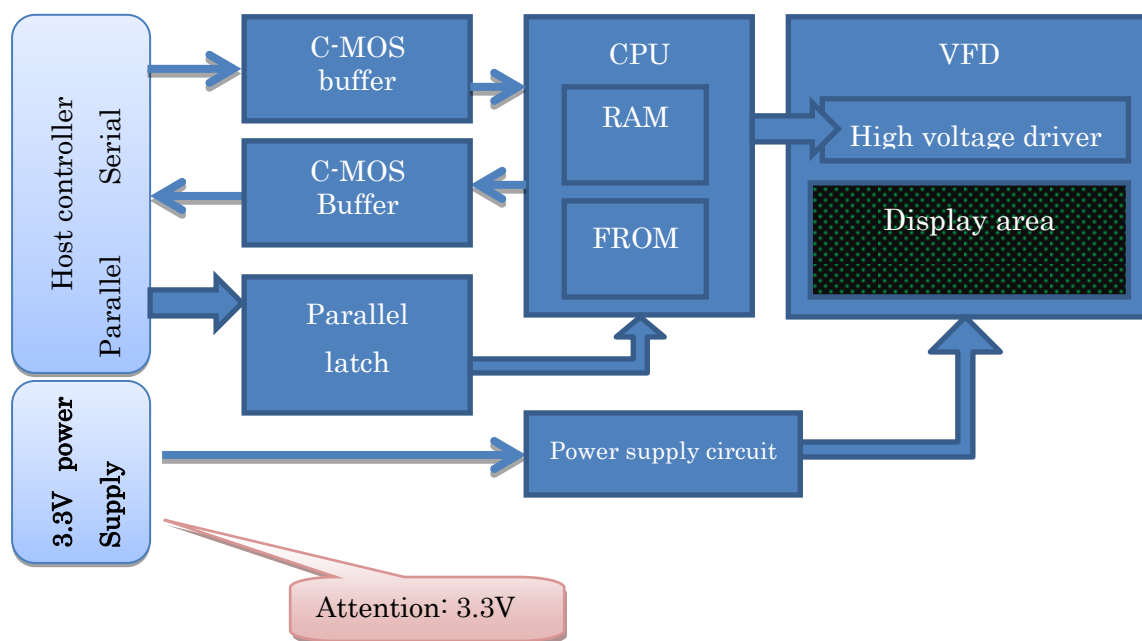 Host controller
Serial
Parallel
C-MOS
buffer
C-MOS
Buffer
Parallel
latch
CPU
RAM
FROM
VFD
High voltage driver
Display area
3.3V power
Supply
Power supply circuit
Attention: 3.3V